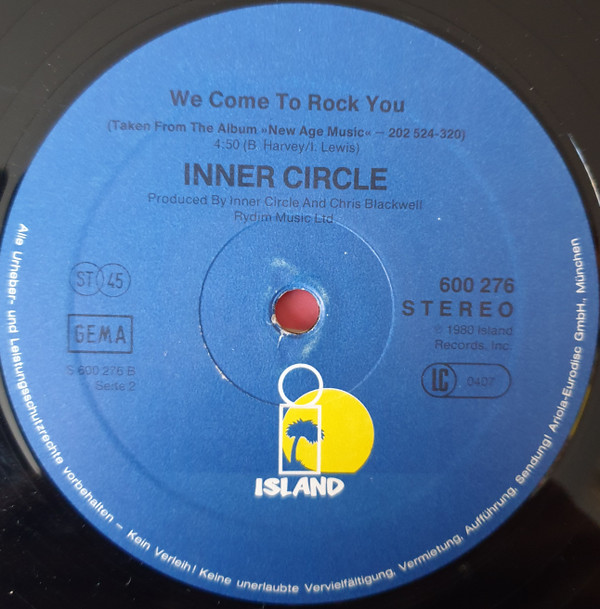 We Come To Rock You
(Taken From The Album »New Age Music« — 202 524-320)
4:50 (B. Harvey/I. Lewis)
INNER CIRCLE
Produced By Inner Circle And Chris Blackwell
Rydim Music Ltd
ST 45
GEMA
S 600 276 B
Seite 2
600 276
STEREO
℗ 1980 Island
Records, Inc.
LC 0407
ISLAND
Alle Urheber- und Leistungsschutzrechte vorbehalten – Kein Verleih! Keine unerlaubte Vervielfältigung, Vermietung, Aufführung, Sendung! Ariola-Eurodisc GmbH., München